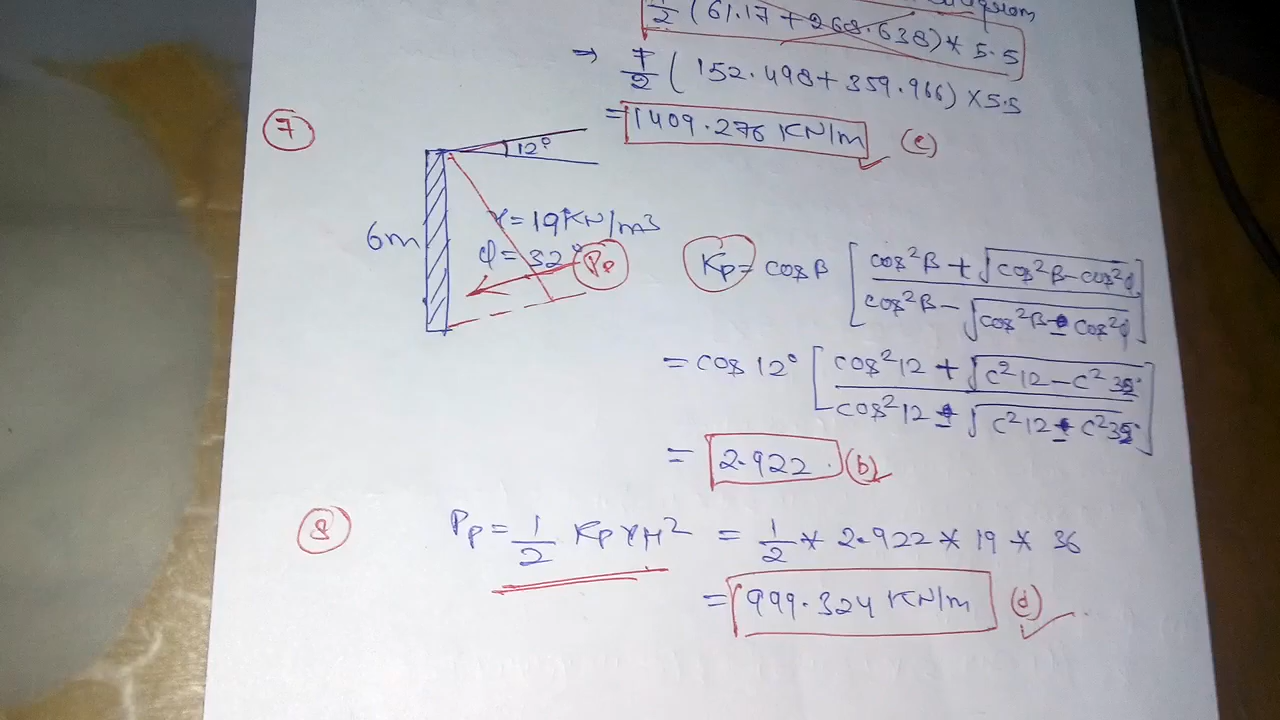 1/2 (61.17 + 268.638) * 5.5
⇒ 1/2 ( 152.498 + 359.966) × 5.5
= 1409.276 KN/m (c)
7
12°
6m
γ = 19 KN/m3
φ = 32°
Pp
Kp = cosβ [ cos²β + √cos²β - cos²φ / cos²β - √cos²β - cos²φ ]
= cos 12° [ cos²12 + √c²12 - c²32° / cos²12 - √c²12 - c²32° ]
= 2.922 . (b)
8
Pp = 1/2 Kp γH² = 1/2 * 2.922 * 19 * 36
= 999.324 KN/m (d)